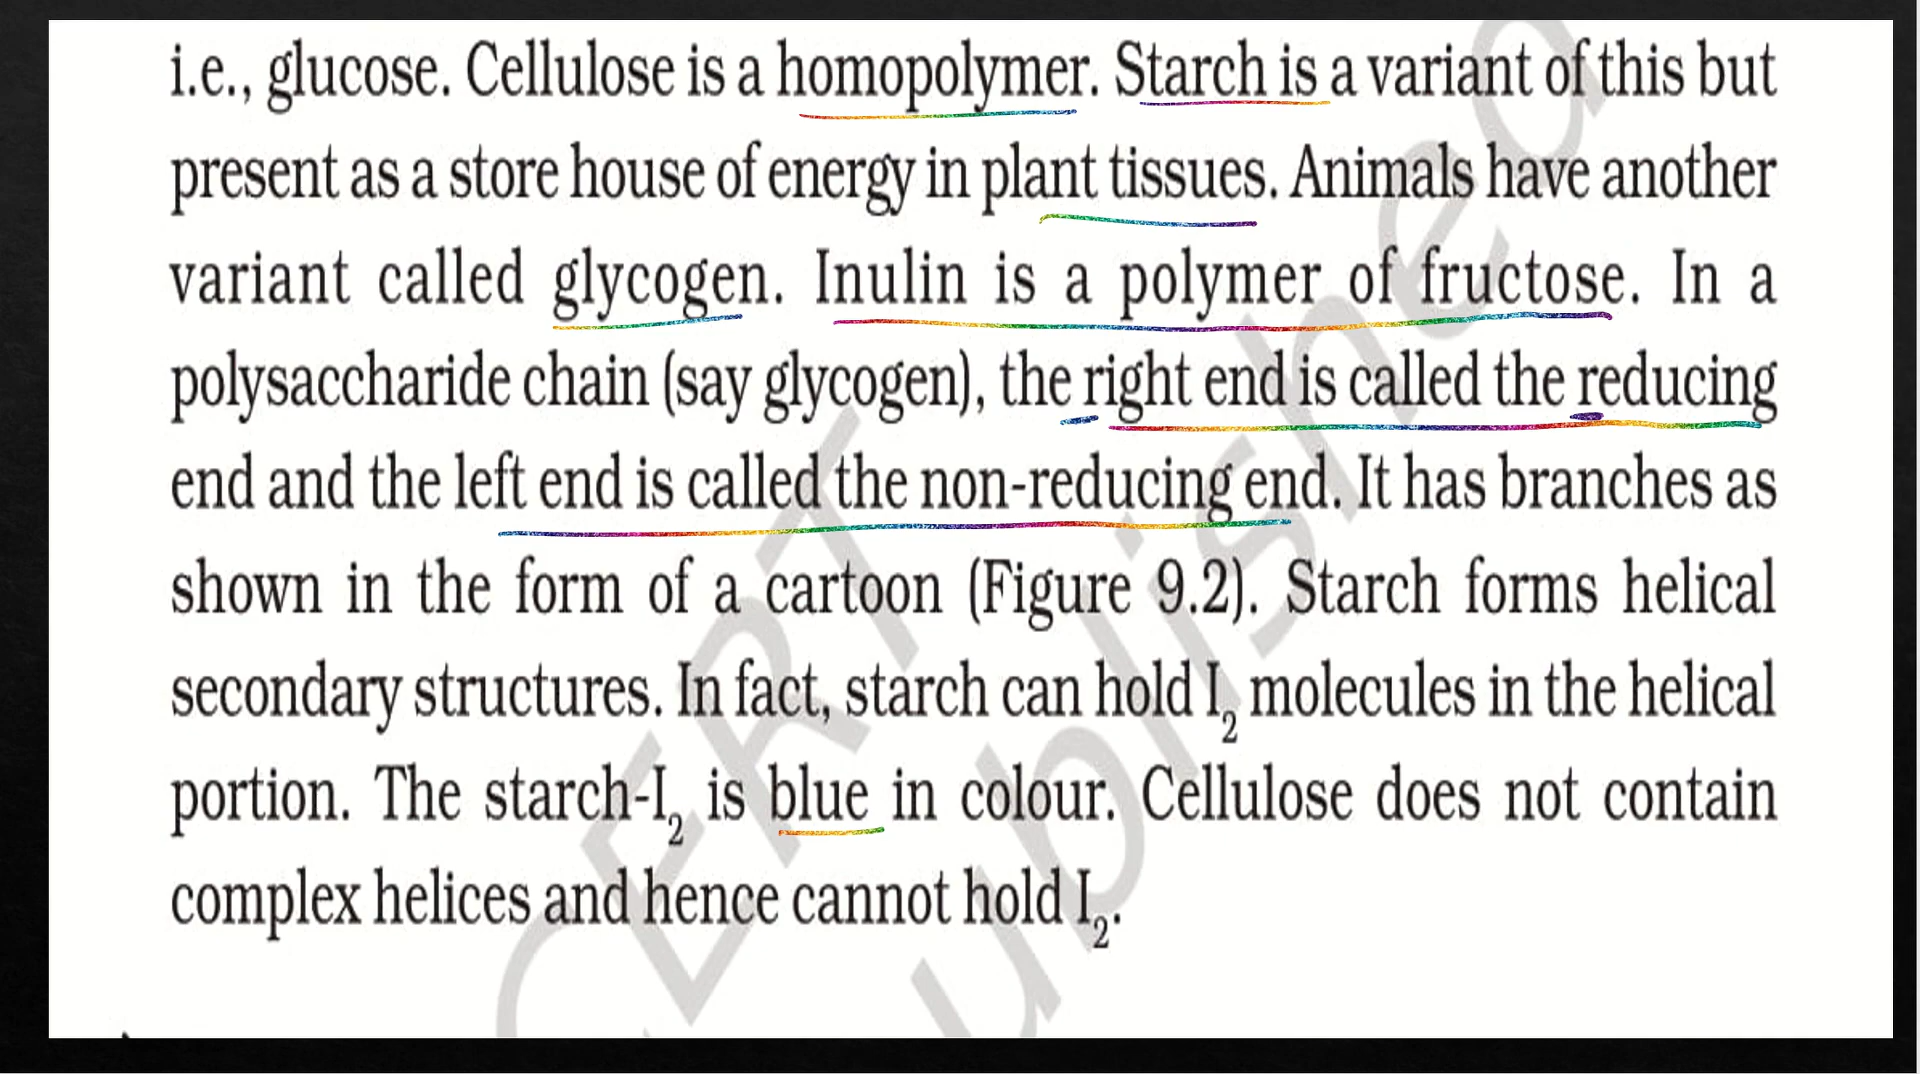 i.e., glucose. Cellulose is a homopolymer. Starch is a variant of this but
present as a store house of energy in plant tissues. Animals have another
variant called glycogen. Inulin is a polymer of fructose. In a
polysaccharide chain (say glycogen), the right end is called the reducing
end and the left end is called the non-reducing end. It has branches as
shown in the form of a cartoon (Figure 9.2). Starch forms helical
secondary structures. In fact, starch can hold I₂ molecules in the helical
portion. The starch-I₂ is blue in colour. Cellulose does not contain
complex helices and hence cannot hold I₂.